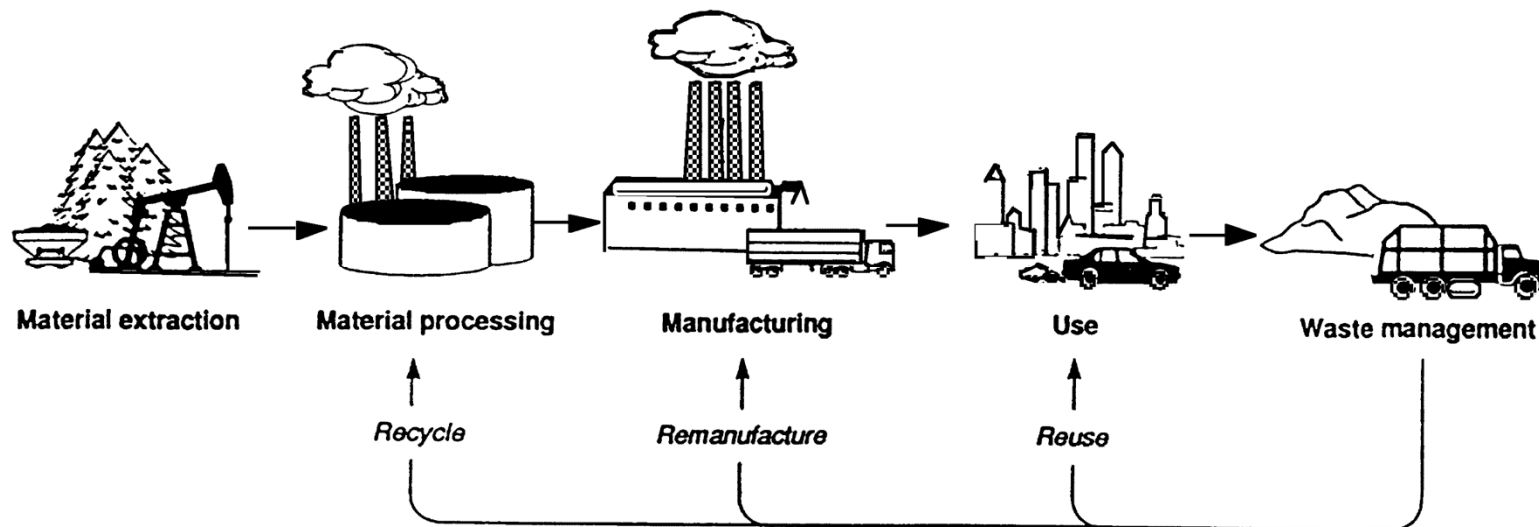 Material extraction
Material processing
Manufacturing
Use
Waste management
Recycle
Remanufacture
Reuse